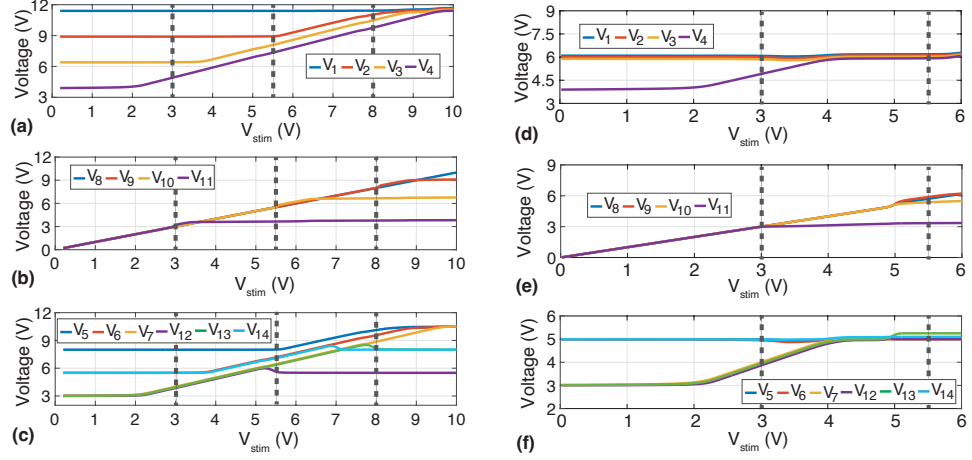 Voltage (V)
12
9
6
3
V1 V2 V3 V4
0 1 2 3 4 5 6 7 8 9 10
(a)
Vstim (V)
Voltage (V)
12
9
6
3
0
V8 V9 V10 V11
0 1 2 3 4 5 6 7 8 9 10
(b)
Vstim (V)
Voltage (V)
12
9
6
3
V5 V6 V7 V12 V13 V14
0 1 2 3 4 5 6 7 8 9 10
(c)
Vstim (V)
Voltage (V)
9
7.5
6
4.5
3
V1 V2 V3 V4
0 1 2 3 4 5 6
(d)
Vstim (V)
Voltage (V)
9
6
3
0
V8 V9 V10 V11
0 1 2 3 4 5 6
(e)
Vstim (V)
Voltage (V)
6
5
4
3
2
V5 V6 V7 V12 V13 V14
0 1 2 3 4 5 6
(f)
Vstim (V)